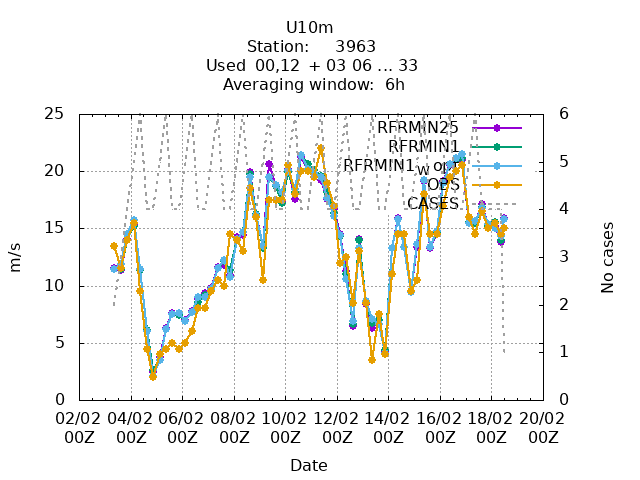 U10m
Station: 3963
Used 00,12 + 03 06 ... 33
Averaging window: 6h
25
20
15
10
5
0
m/s
6
5
4
3
2
1
0
No cases
RFRMIN25
RFRMIN1
RFRMIN1_W_opt
OBS
CASES
02/02 04/02 06/02 08/02 10/02 12/02 14/02 16/02 18/02 20/02
00Z 00Z 00Z 00Z 00Z 00Z 00Z 00Z 00Z 00Z
Date